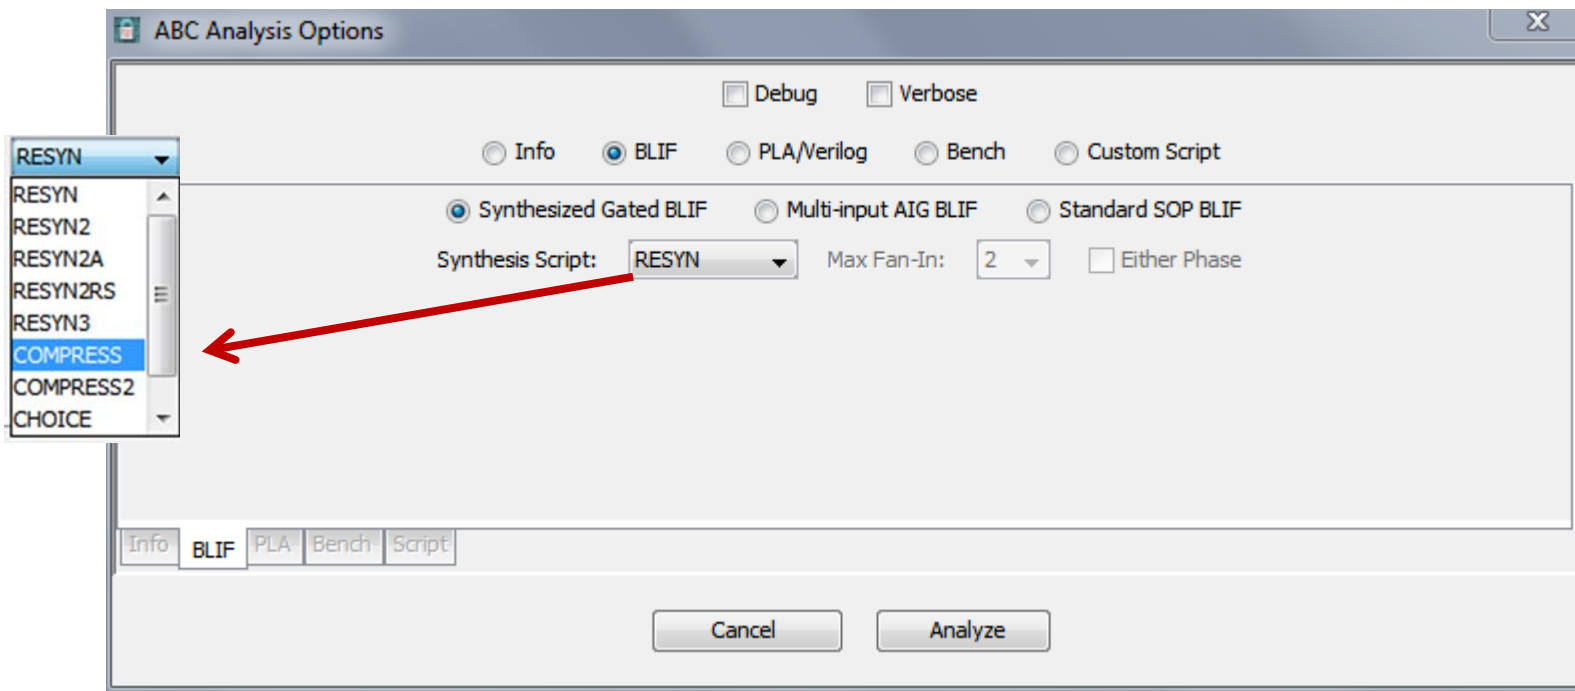 ABC Analysis Options
Debug Verbose
Info BLIF PLA/Verilog Bench Custom Script
Synthesized Gated BLIF Multi-input AIG BLIF Standard SOP BLIF
Synthesis Script: RESYN Max Fan-In: 2 Either Phase
RESYN
RESYN
RESYN2
RESYN2A
RESYN2RS
RESYN3
COMPRESS
COMPRESS2
CHOICE
Info BLIF PLA Bench Script
Cancel Analyze